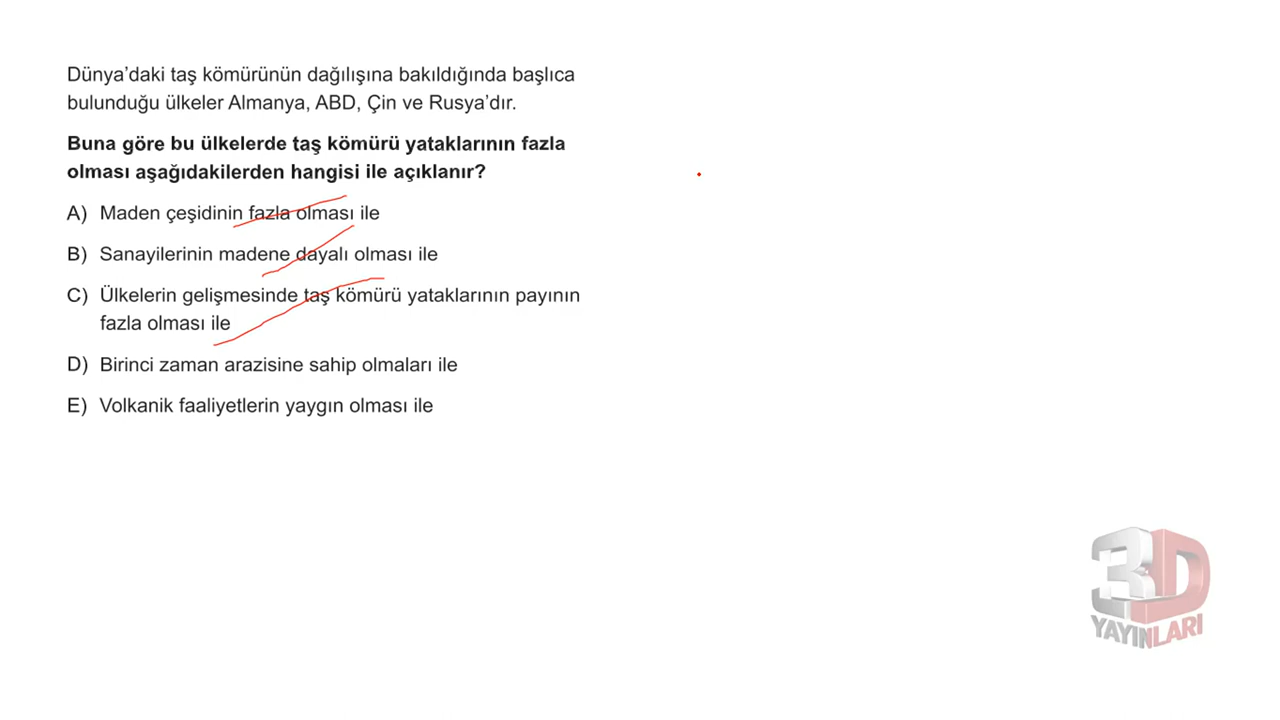 Dünya'daki taş kömürünün dağılışına bakıldığında başlıca
bulunduğu ülkeler Almanya, ABD, Çin ve Rusya'dır.
Buna göre bu ülkelerde taş kömürü yataklarının fazla
olması aşağıdakilerden hangisi ile açıklanır?
A) Maden çeşidinin fazla olması ile
B) Sanayilerinin madene dayalı olması ile
C) Ülkelerin gelişmesinde taş kömürü yataklarının payının
fazla olması ile
D) Birinci zaman arazisine sahip olmaları ile
E) Volkanik faaliyetlerin yaygın olması ile
3D
YAYINLARI